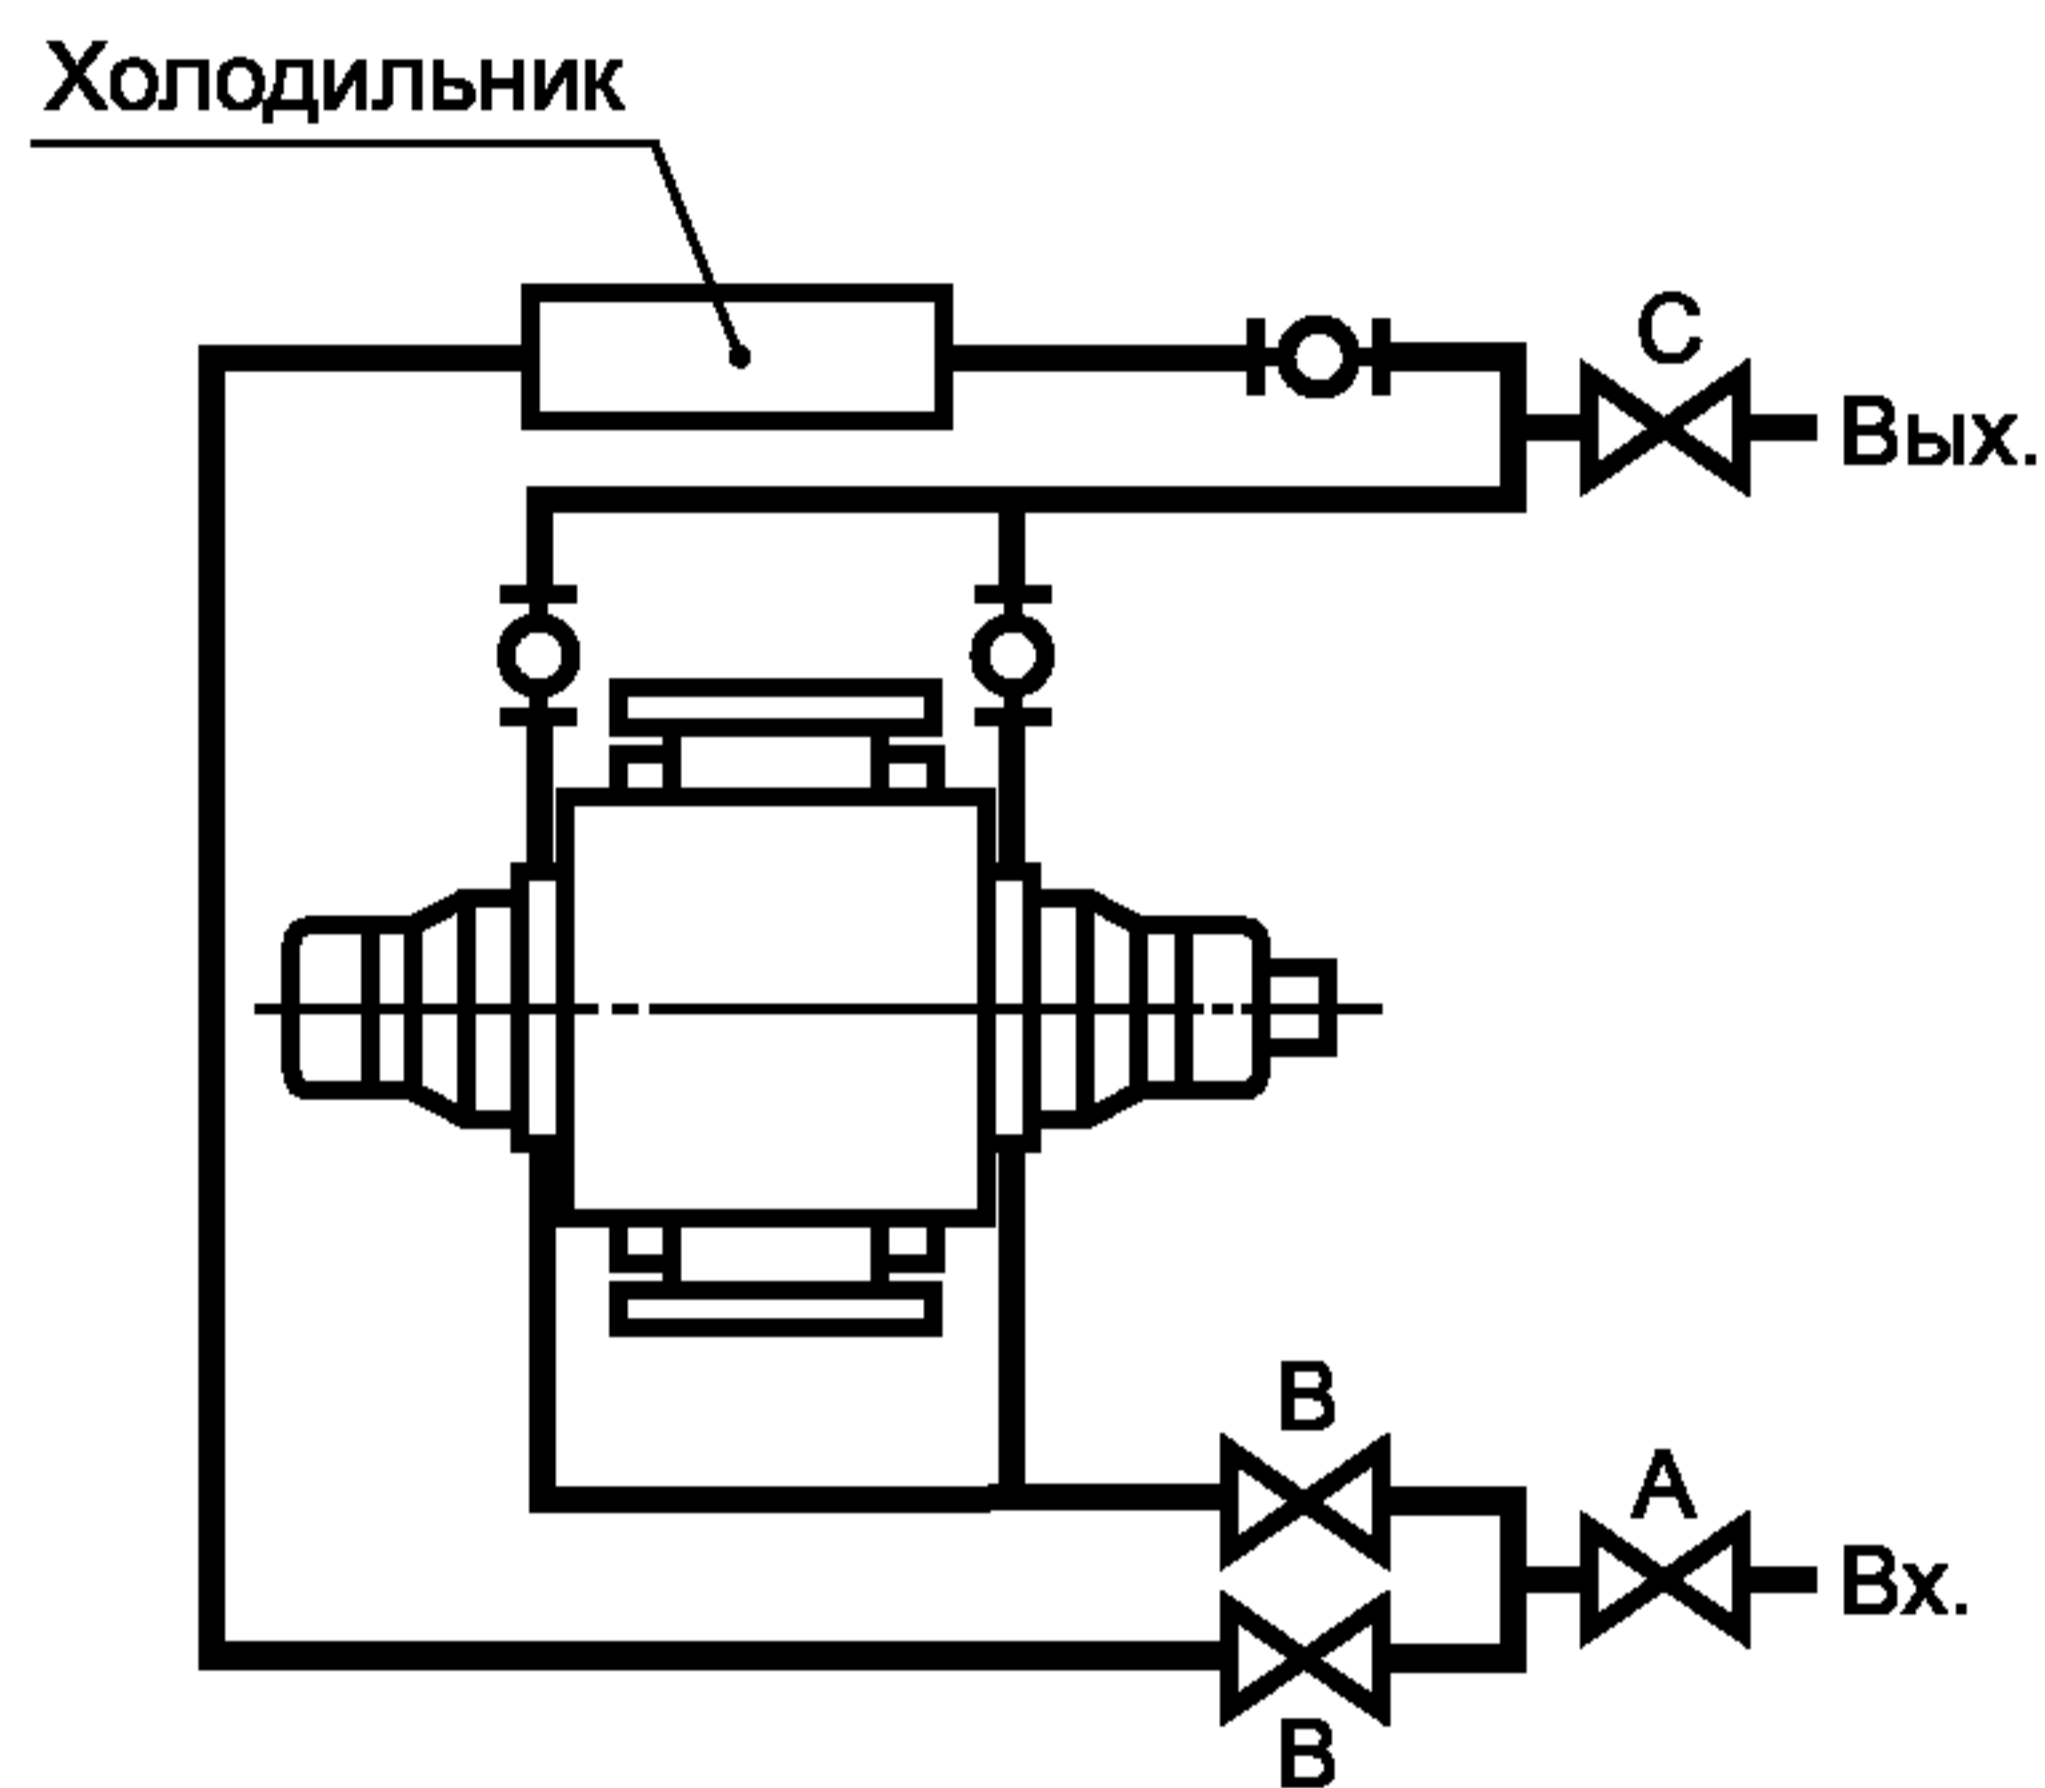 Холодильник
С
Вых.
В
А
Вх.
В